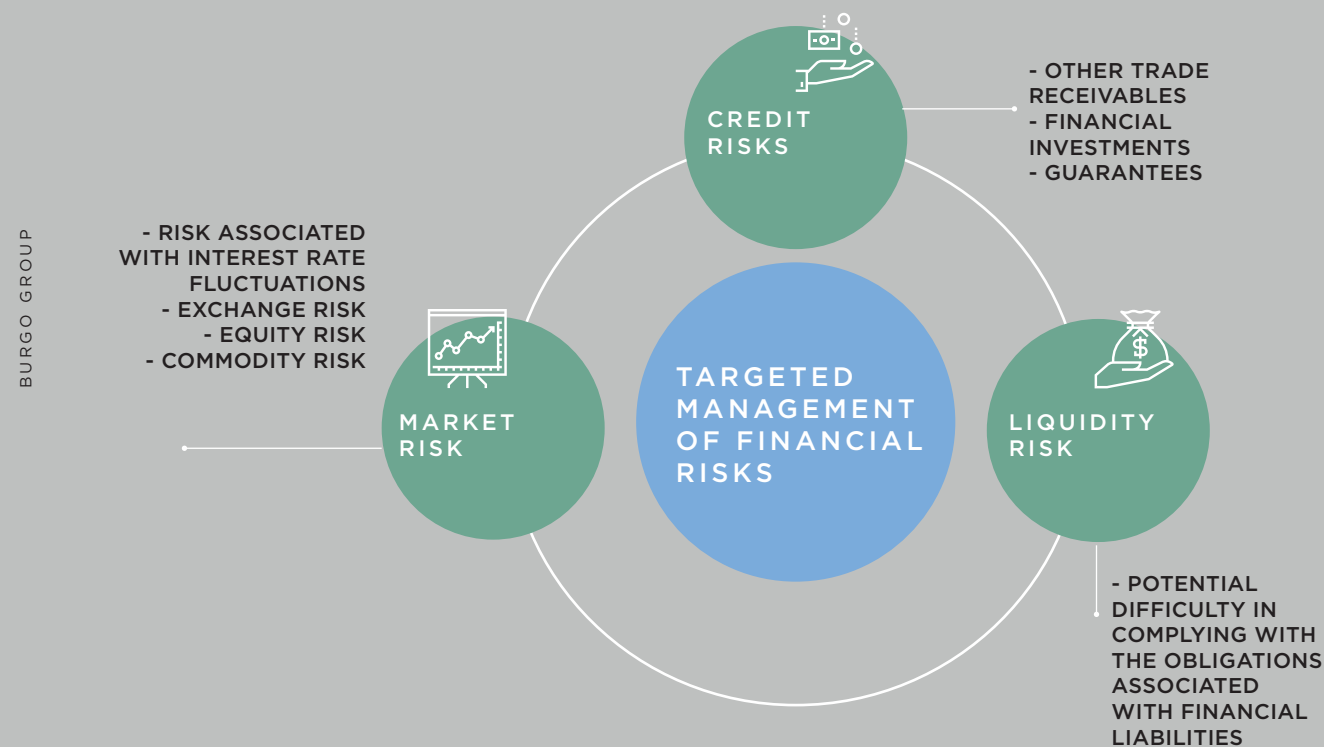 BURGO GROUP
CREDIT
RISKS
- OTHER TRADE
RECEIVABLES
- FINANCIAL
INVESTMENTS
- GUARANTEES
- RISK ASSOCIATED
WITH INTEREST RATE
FLUCTUATIONS
- EXCHANGE RISK
- EQUITY RISK
- COMMODITY RISK
MARKET
RISK
TARGETED
MANAGEMENT
OF FINANCIAL
RISKS
$
LIQUIDITY
RISK
- POTENTIAL
DIFFICULTY IN
COMPLYING WITH
THE OBLIGATIONS
ASSOCIATED
WITH FINANCIAL
LIABILITIES